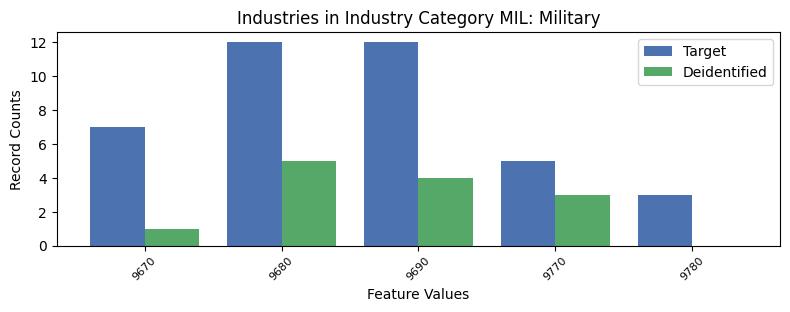 Industries in Industry Category MIL: Military
Target
Deidentified
Record Counts
12
10
8
6
4
2
0
9670
9680
9690
9770
9780
Feature Values